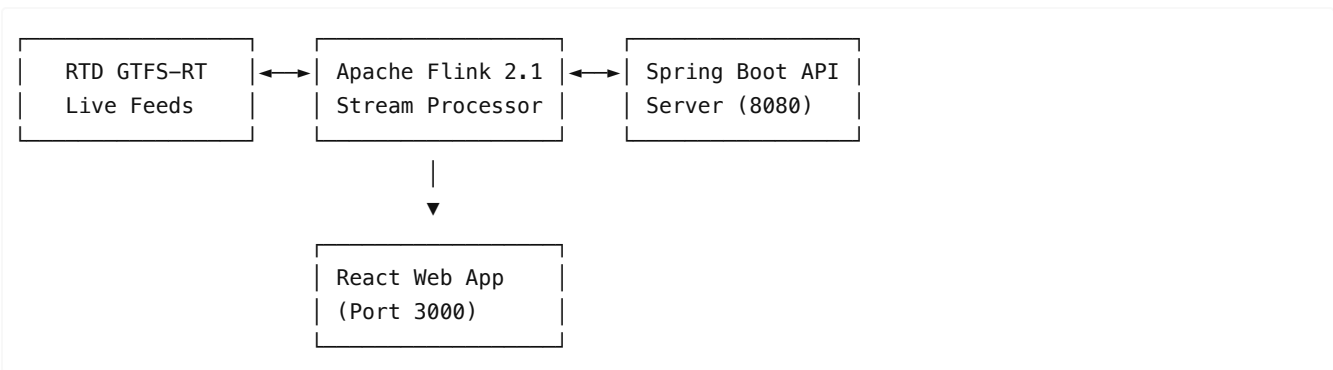 RTD GTFS-RT
Apache Flink 2.1
Spring Boot API
Live Feeds
Stream Processor
Server (8080)
React Web App
(Port 3000)